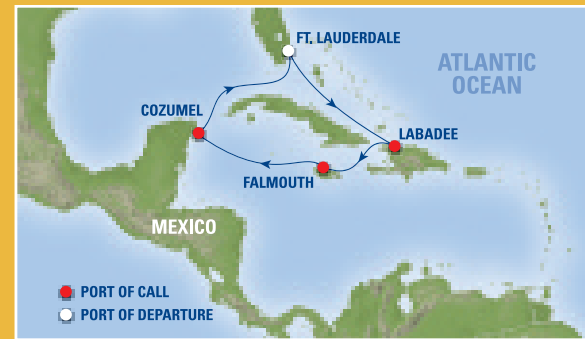 FT. LAUDERDALE
ATLANTIC
OCEAN
COZUMEL
LABADEE
FALMOUTH
MEXICO
PORT OF CALL
PORT OF DEPARTURE